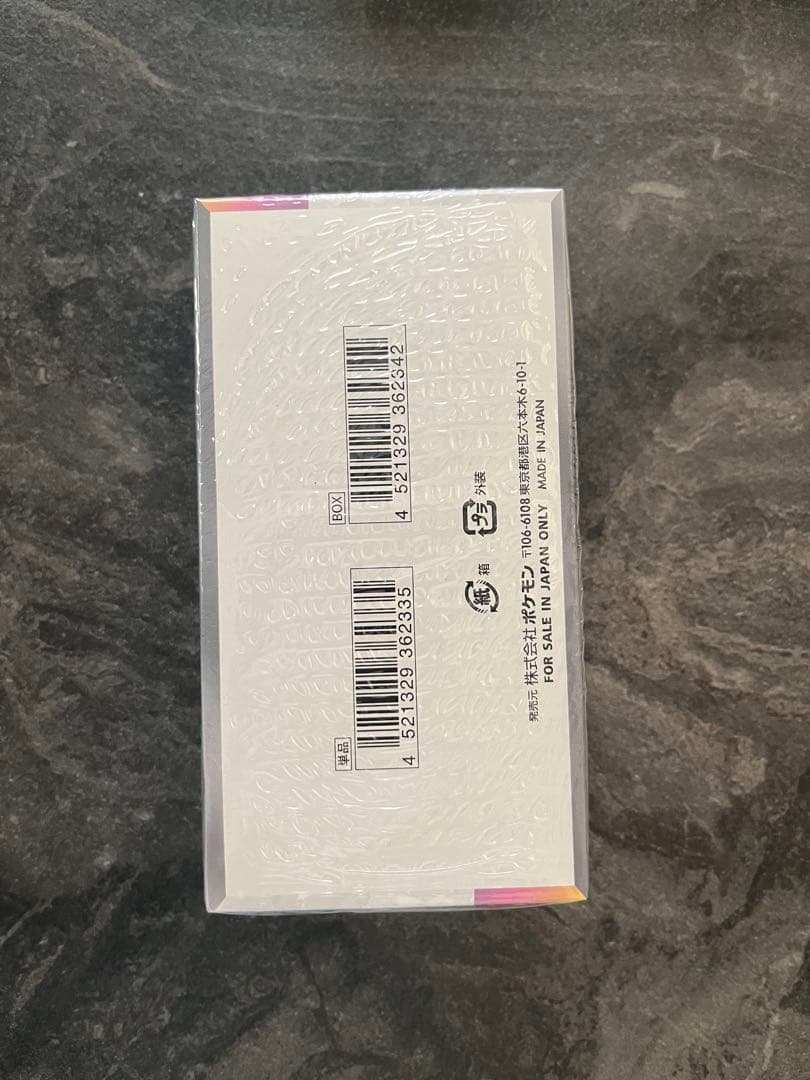 単品
4 521329 362335
BOX
4 521329 362342
紙 箱
プラ 外装
発売元 株式会社ポケモン 〒106-6108 東京都港区六本木6-10-1
FOR SALE IN JAPAN ONLY MADE IN JAPAN